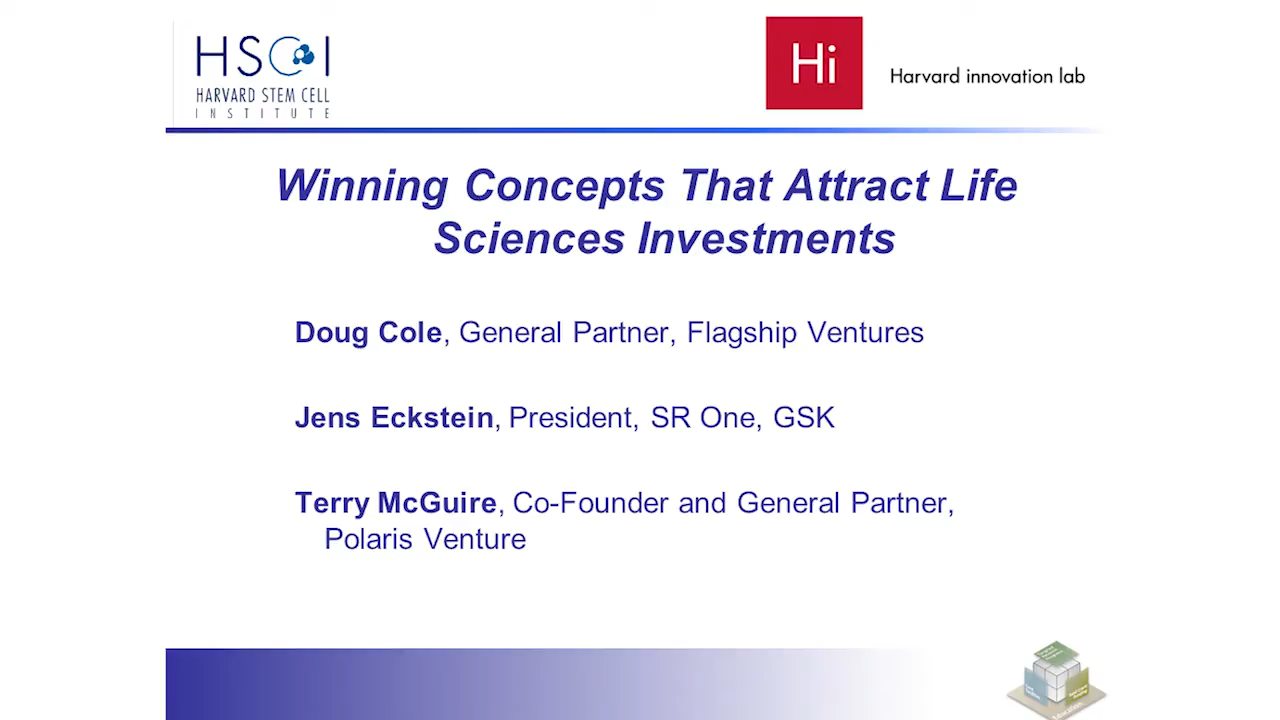 HSCI
HARVARD STEM CELL
INSTITUTE
Hi
Harvard innovation lab
Winning Concepts That Attract Life
Sciences Investments
Doug Cole, General Partner, Flagship Ventures
Jens Eckstein, President, SR One, GSK
Terry McGuire, Co-Founder and General Partner,
Polaris Venture